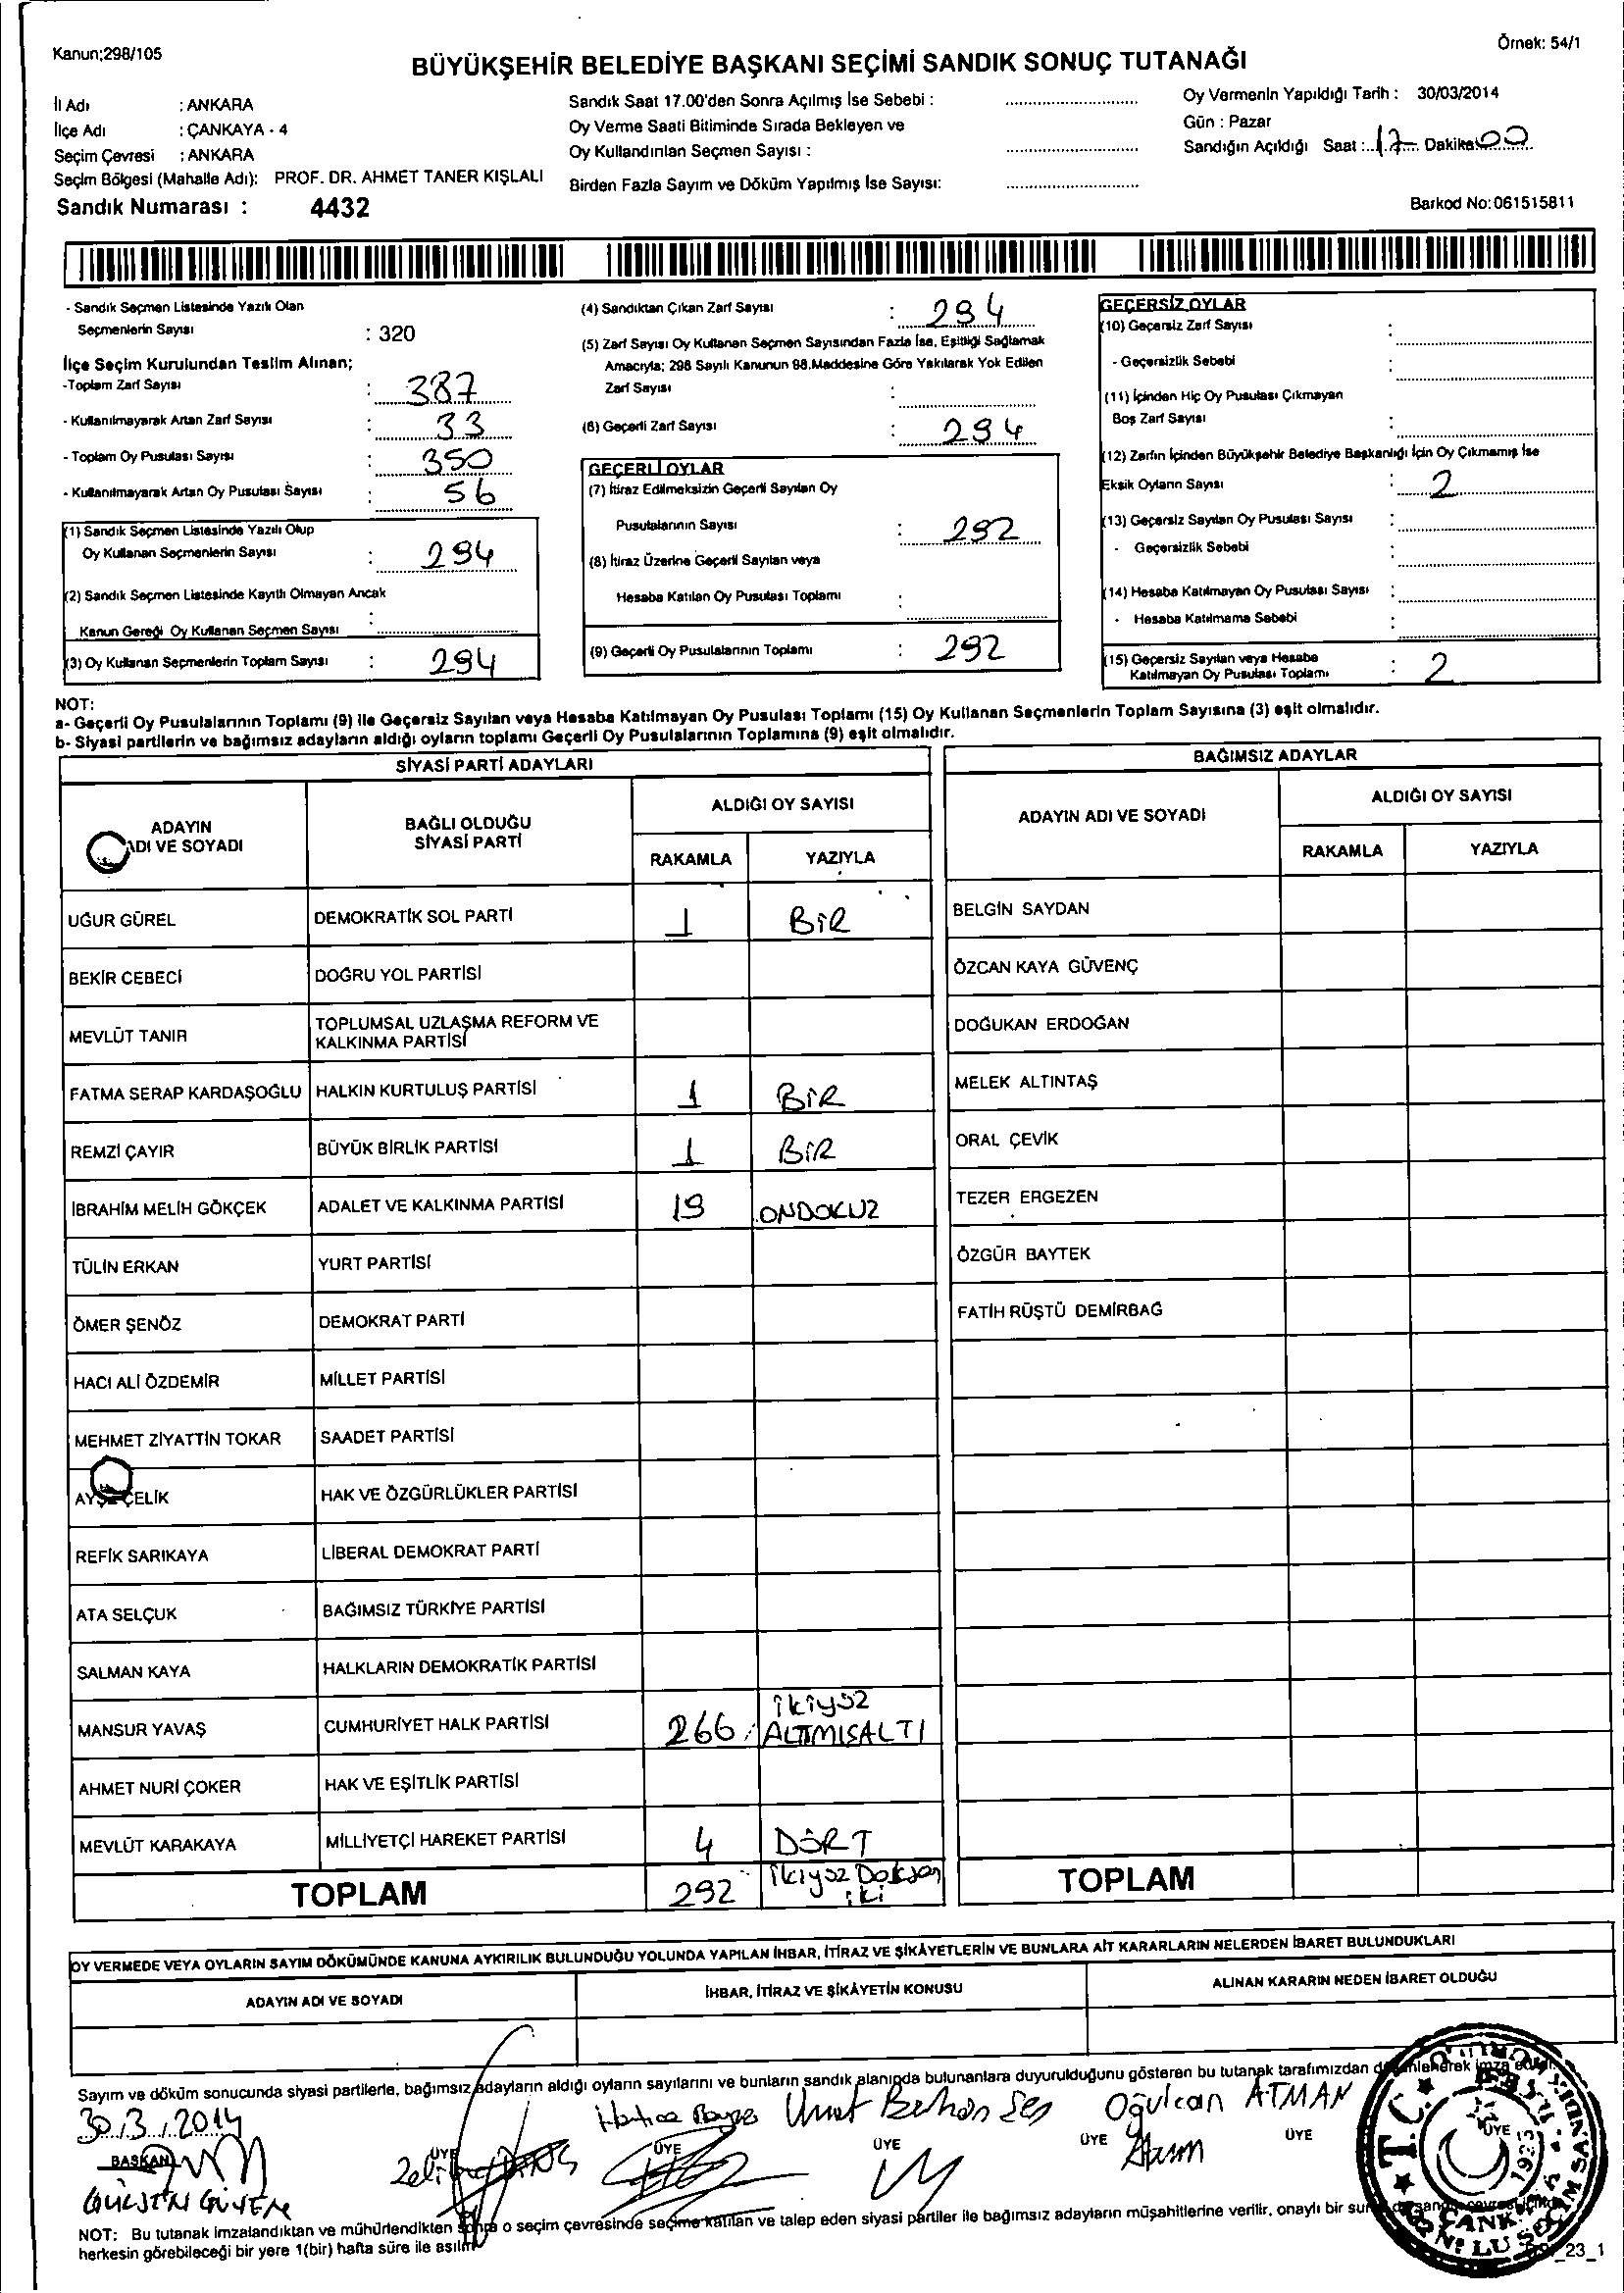 Kanun;298/105
Örnek: 54/1
BÜYÜKŞEHİR BELEDİYE BAŞKANI SEÇİMİ SANDIK SONUÇ TUTANAĞI
İl Adı : ANKARA
İlçe Adı : ÇANKAYA - 4
Seçim Çevresi : ANKARA
Seçim Bölgesi (Mahalle Adı): PROF. DR. AHMET TANER KIŞLALI
Sandık Numarası : 4432
Sandık Saat 17.00'den Sonra Açılmış İse Sebebi :
Oy Verme Saati Bitiminde Sırada Bekleyen ve
Oy Kullandırılan Seçmen Sayısı :
Birden Fazla Sayım ve Döküm Yapılmış İse Sayısı:
Oy Vermenin Yapıldığı Tarih : 30/03/2014
Gün : Pazar
Sandığın Açıldığı Saat : 17 Dakika 00
Barkod No:061515811
- Sandık Seçmen Listesinde Yazılı Olan
Seçmenlerin Sayısı : 320
İlçe Seçim Kurulundan Teslim Alınan;
-Toplam Zarf Sayısı : 387
- Kullanılmayarak Artan Zarf Sayısı : 33
- Toplam Oy Pusulası Sayısı : 350
- Kullanılmayarak Artan Oy Pusulası Sayısı : 56
(1) Sandık Seçmen Listesinde Yazılı Olup
Oy Kullanan Seçmenlerin Sayısı : 294
(2) Sandık Seçmen Listesinde Kayıtlı Olmayan Ancak
Kanun Gereği Oy Kullanan Seçmen Sayısı :
(3) Oy Kullanan Seçmenlerin Toplam Sayısı : 294
(4) Sandıktan Çıkan Zarf Sayısı : 294
(5) Zarf Sayısı Oy Kullanan Seçmen Sayısından Fazla İse, Eşitliği Sağlamak
Amacıyla; 298 Sayılı Kanunun 98.Maddesine Göre Yakılarak Yok Edilen
Zarf Sayısı :
(6) Geçerli Zarf Sayısı : 294
GEÇERLİ OYLAR
(7) İtiraz Edilmeksizin Geçerli Sayılan Oy
Pusulalarının Sayısı : 292
(8) İtiraz Üzerine Geçerli Sayılan veya
Hesaba Katılan Oy Pusulası Toplamı :
(9) Geçerli Oy Pusulalarının Toplamı : 292
GEÇERSİZ OYLAR
(10) Geçersiz Zarf Sayısı :
- Geçersizlik Sebebi :
(11) İçinden Hiç Oy Pusulası Çıkmayan
Boş Zarf Sayısı :
(12) Zarfın İçinden Büyükşehir Belediye Başkanlığı İçin Oy Çıkmamış İse
Eksik Oyların Sayısı : 2
(13) Geçersiz Sayılan Oy Pusulası Sayısı :
- Geçersizlik Sebebi :
(14) Hesaba Katılmayan Oy Pusulası Sayısı :
- Hesaba Katılmama Sebebi :
(15) Geçersiz Sayılan veya Hesaba
Katılmayan Oy Pusulası Toplamı : 2
NOT:
a- Geçerli Oy Pusulalarının Toplamı (9) ile Geçersiz Sayılan veya Hesaba Katılmayan Oy Pusulası Toplamı (15) Oy Kullanan Seçmenlerin Toplam Sayısına (3) eşit olmalıdır.
b- Siyasi partilerin ve bağımsız adayların aldığı oyların toplamı Geçerli Oy Pusulalarının Toplamına (9) eşit olmalıdır.
SİYASİ PARTİ ADAYLARI
ADAYIN
ADI VE SOYADI
BAĞLI OLDUĞU
SİYASİ PARTİ
ALDIĞI OY SAYISI
RAKAMLA YAZIYLA
UĞUR GÜREL DEMOKRATİK SOL PARTİ 1 BİR
BEKİR CEBECİ DOĞRU YOL PARTİSİ
MEVLÜT TANIR TOPLUMSAL UZLAŞMA REFORM VE
KALKINMA PARTİSİ
FATMA SERAP KARDAŞOĞLU HALKIN KURTULUŞ PARTİSİ 1 BİR
REMZİ ÇAYIR BÜYÜK BİRLİK PARTİSİ 1 BİR
İBRAHİM MELİH GÖKÇEK ADALET VE KALKINMA PARTİSİ 19 ONDOKUZ
TÜLİN ERKAN YURT PARTİSİ
ÖMER ŞENÖZ DEMOKRAT PARTİ
HACI ALİ ÖZDEMİR MİLLET PARTİSİ
MEHMET ZİYATTİN TOKAR SAADET PARTİSİ
AYŞE ÇELİK HAK VE ÖZGÜRLÜKLER PARTİSİ
REFİK SARIKAYA LİBERAL DEMOKRAT PARTİ
ATA SELÇUK BAĞIMSIZ TÜRKİYE PARTİSİ
SALMAN KAYA HALKLARIN DEMOKRATİK PARTİSİ
MANSUR YAVAŞ CUMHURİYET HALK PARTİSİ 266 ikiyüz
ALTMIŞALTI
AHMET NURİ ÇOKER HAK VE EŞİTLİK PARTİSİ
MEVLÜT KARAKAYA MİLLİYETÇİ HAREKET PARTİSİ 4 DÖRT
TOPLAM 292 ikiyüz Doksan
iki
BAĞIMSIZ ADAYLAR
ADAYIN ADI VE SOYADI
ALDIĞI OY SAYISI
RAKAMLA YAZIYLA
BELGİN SAYDAN
ÖZCAN KAYA GÜVENÇ
DOĞUKAN ERDOĞAN
MELEK ALTINTAŞ
ORAL ÇEVİK
TEZER ERGEZEN
ÖZGÜR BAYTEK
FATİH RÜŞTÜ DEMİRBAĞ
TOPLAM
OY VERMEDE VEYA OYLARIN SAYIM DÖKÜMÜNDE KANUNA AYKIRILIK BULUNDUĞU YOLUNDA YAPILAN İHBAR, İTİRAZ VE ŞİKÂYETLERİN VE BUNLARA AİT KARARLARIN NELERDEN İBARET BULUNDUKLARI
ADAYIN ADI VE SOYADI İHBAR, İTİRAZ VE ŞİKÂYETİN KONUSU ALINAN KARARIN NEDEN İBARET OLDUĞU
Sayım ve döküm sonucunda siyasi partilerle, bağımsız adayların aldığı oyların sayılarını ve bunların sandık alanında bulunanlara duyurulduğunu gösteren bu tutanak tarafımızdan düzenlenerek imza edildi.
30/3/2014
Umut Ogulcan ATMAN
BAŞKAN ÜYE ÜYE ÜYE ÜYE ÜYE ÜYE
GÜLSEN GÜVEN
T.C. 1923 ÇANKAYA
NOT: Bu tutanak imzalandıktan ve mühürlendikten sonra o seçim çevresinde seçime katılan ve talep eden siyasi partiler ile bağımsız adayların müşahitlerine verilir, onaylı bir
herkesin görebileceği bir yere 1(bir) hafta süre ile asılır
_23_1